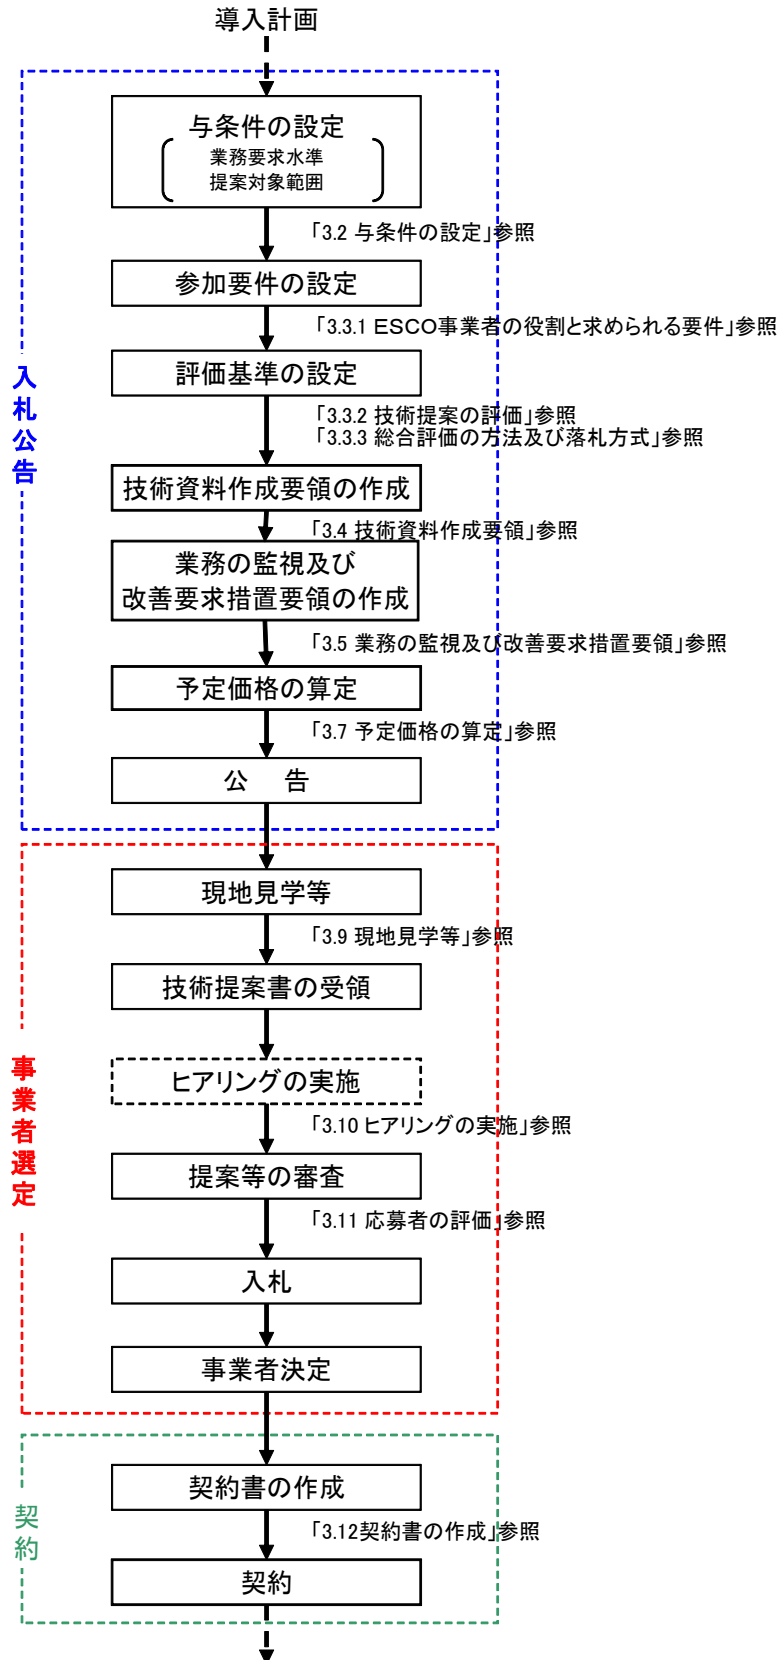 導入計画
与条件の設定
業務要求水準
提案対象範囲
「3.2 与条件の設定」参照
参加要件の設定
「3.3.1 ESCO事業者の役割と求められる要件」参照
評価基準の設定
「3.3.2 技術提案の評価」参照
「3.3.3 総合評価の方法及び落札方式」参照
入札公告
技術資料作成要領の作成
「3.4 技術資料作成要領」参照
業務の監視及び
改善要求措置要領の作成
「3.5 業務の監視及び改善要求措置要領」参照
予定価格の算定
「3.7 予定価格の算定」参照
公　告
現地見学等
「3.9 現地見学等」参照
技術提案書の受領
事業者選定
ヒアリングの実施
「3.10 ヒアリングの実施」参照
提案等の審査
「3.11 応募者の評価」参照
入札
事業者決定
契約
契約書の作成
「3.12契約書の作成」参照
契約